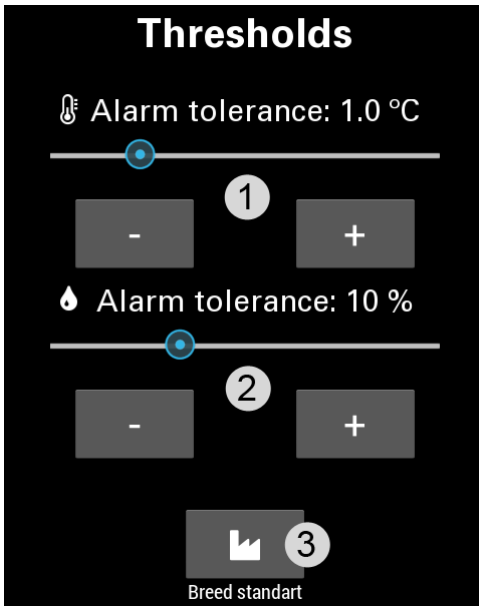 Thresholds
Alarm tolerance: 1.0 °C
1
- +
Alarm tolerance: 10 %
2
- +
3
Breed standart